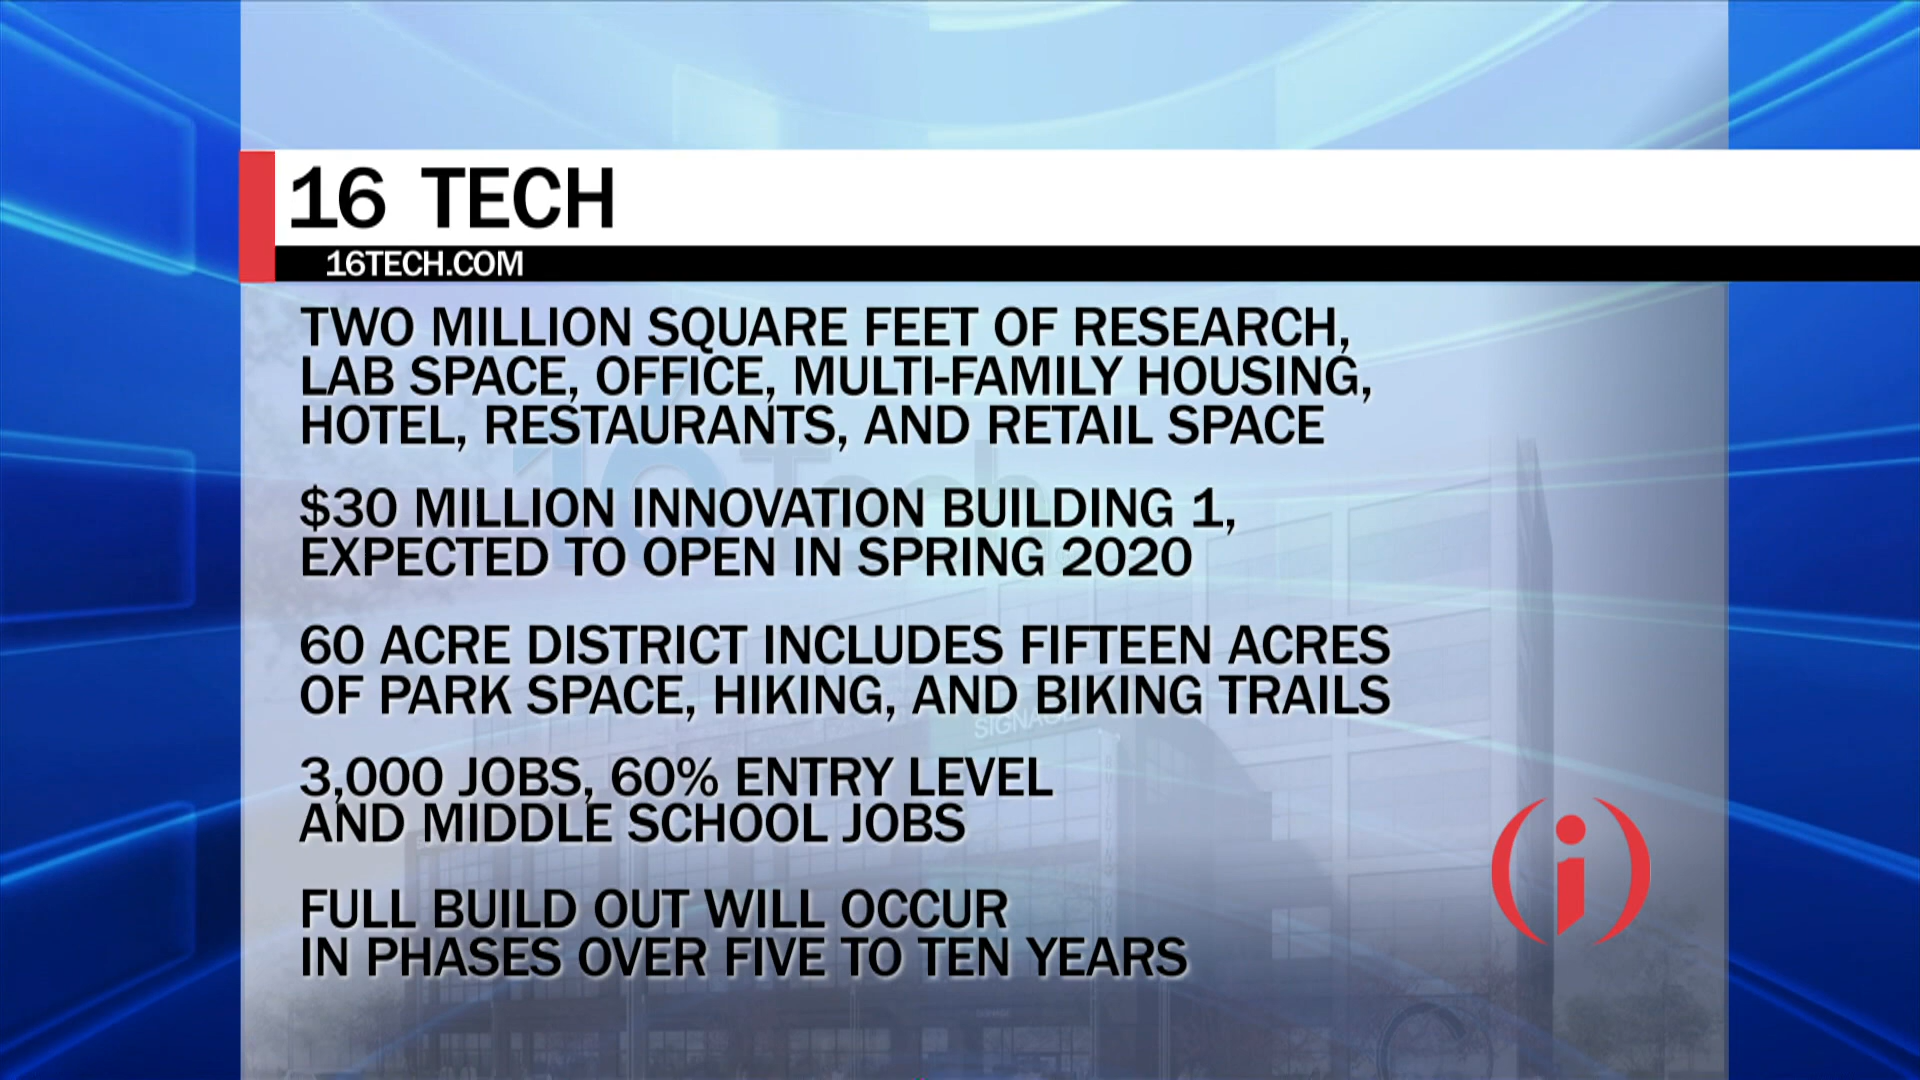 16 TECH
16TECH.COM
TWO MILLION SQUARE FEET OF RESEARCH,
LAB SPACE, OFFICE, MULTI-FAMILY HOUSING,
HOTEL, RESTAURANTS, AND RETAIL SPACE
16 Tech
$30 MILLION INNOVATION BUILDING 1,
EXPECTED TO OPEN IN SPRING 2020
60 ACRE DISTRICT INCLUDES FIFTEEN ACRES
OF PARK SPACE, HIKING, AND BIKING TRAILS
SIGNAGE
3,000 JOBS, 60% ENTRY LEVEL
AND MIDDLE SCHOOL JOBS
(i)
FULL BUILD OUT WILL OCCUR
IN PHASES OVER FIVE TO TEN YEARS